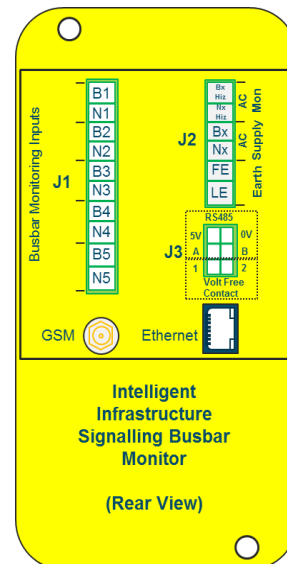 Busbar Monitoring Inputs
J1
B1
N1
B2
N2
B3
N3
B4
N4
B5
N5
J2
Bx
Hiz
Nx
Hiz
Bx
Nx
FE
LE
AC
AC
Earth Supply Mon
RS485
5V
0V
J3
A
B
1
2
Volt Free
Contact
GSM
Ethernet
Intelligent
Infrastructure
Signalling Busbar
Monitor
(Rear View)